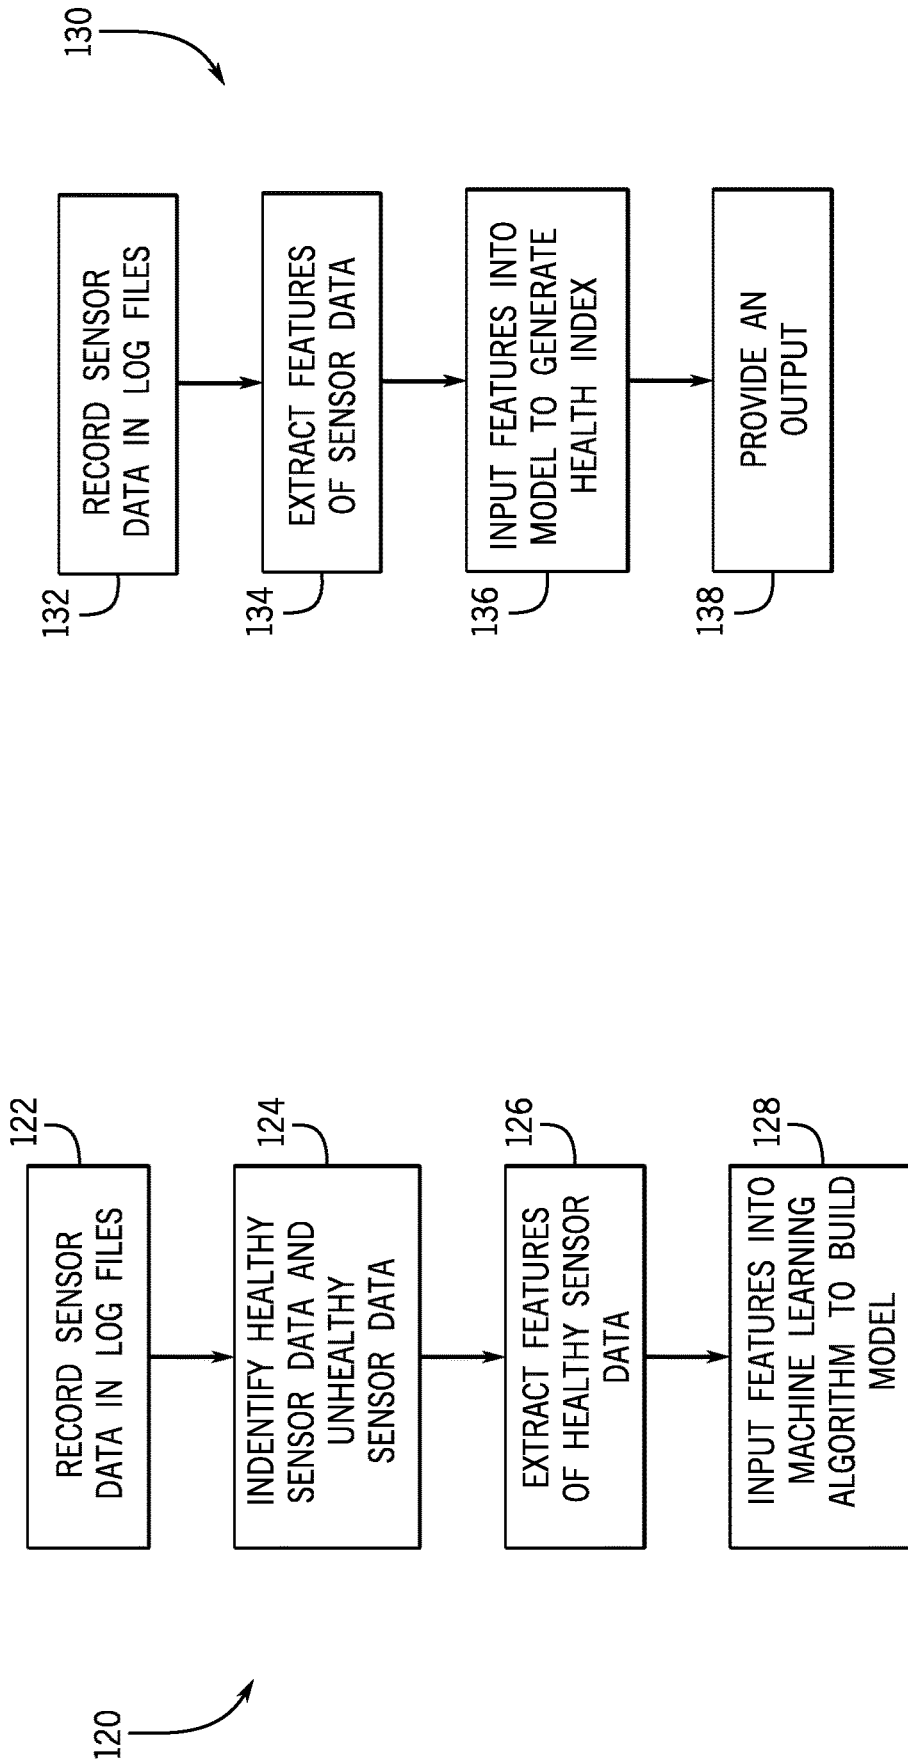 120
122
RECORD SENSOR
DATA IN LOG FILES
124
INDENTIFY HEALTHY
SENSOR DATA AND
UNHEALTHY
SENSOR DATA
126
EXTRACT FEATURES
OF HEALTHY SENSOR
DATA
128
INPUT FEATURES INTO
MACHINE LEARNING
ALGORITHM TO BUILD
MODEL
130
132
RECORD SENSOR
DATA IN LOG FILES
134
EXTRACT FEATURES
OF SENSOR DATA
136
INPUT FEATURES INTO
MODEL TO GENERATE
HEALTH INDEX
138
PROVIDE AN
OUTPUT